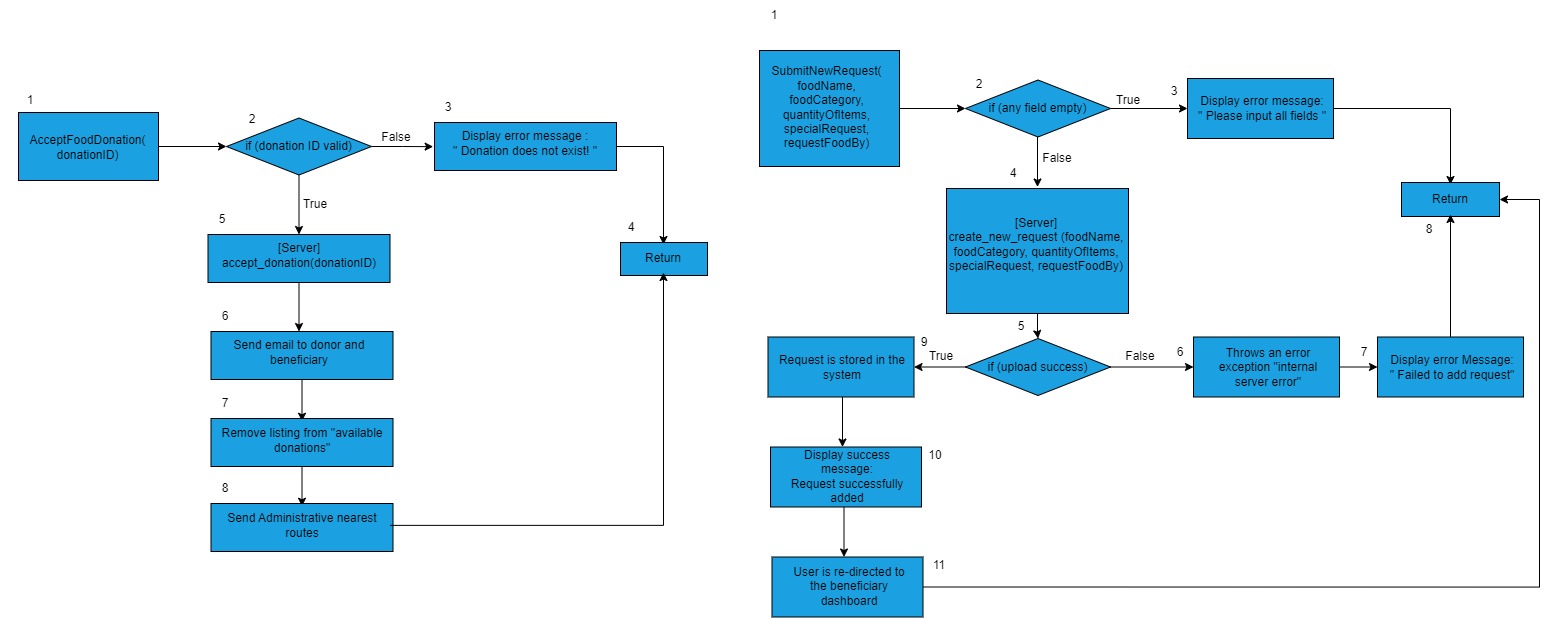 1
AcceptFoodDonation(
donationID)
2
if (donation ID valid)
False
3
Display error message :
" Donation does not exist! "
4
Return
True
5
[Server]
accept_donation(donationID)
6
Send email to donor and
beneficiary
7
Remove listing from "available
donations"
8
Send Administrative nearest
routes
1
SubmitNewRequest(
foodName,
foodCategory,
quantityOfItems,
specialRequest,
requestFoodBy)
2
if (any field empty)
True
3
Display error message:
" Please input all fields "
Return
8
False
4
[Server]
create_new_request (foodName,
foodCategory, quantityOfItems,
specialRequest, requestFoodBy)
5
if (upload success)
False
6
Throws an error
exception "internal
server error"
7
Display error Message:
" Failed to add request"
True
9
Request is stored in the
system
10
Display success
message:
Request successfully
added
11
User is re-directed to
the beneficiary
dashboard